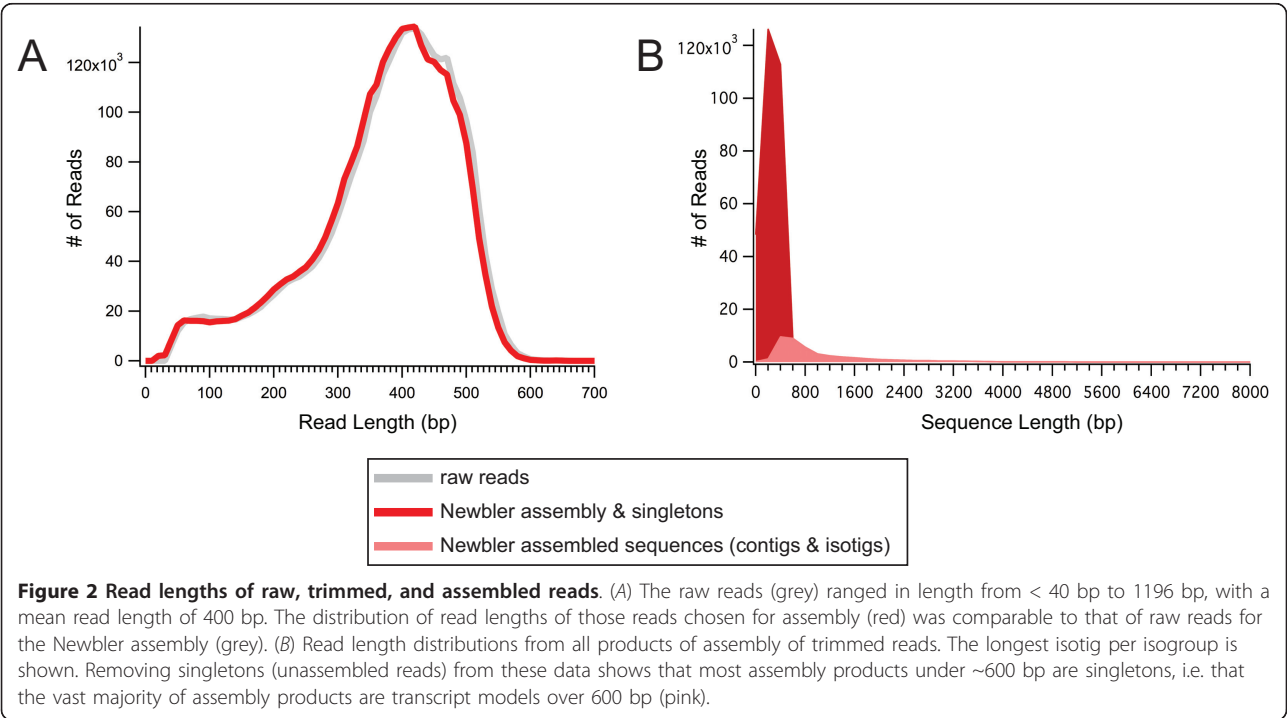 A
120x10³
100
80
60
40
20
0
# of Reads
0 100 200 300 400 500 600 700
Read Length (bp)
B
120x10³
100
80
60
40
20
0
# of Reads
0 800 1600 2400 3200 4000 4800 5600 6400 7200 8000
Sequence Length (bp)
raw reads
Newbler assembly & singletons
Newbler assembled sequences (contigs & isotigs)
Figure 2 Read lengths of raw, trimmed, and assembled reads. (A) The raw reads (grey) ranged in length from < 40 bp to 1196 bp, with a
mean read length of 400 bp. The distribution of read lengths of those reads chosen for assembly (red) was comparable to that of raw reads for
the Newbler assembly (grey). (B) Read length distributions from all products of assembly of trimmed reads. The longest isotig per isogroup is
shown. Removing singletons (unassembled reads) from these data shows that most assembly products under ~600 bp are singletons, i.e. that
the vast majority of assembly products are transcript models over 600 bp (pink).